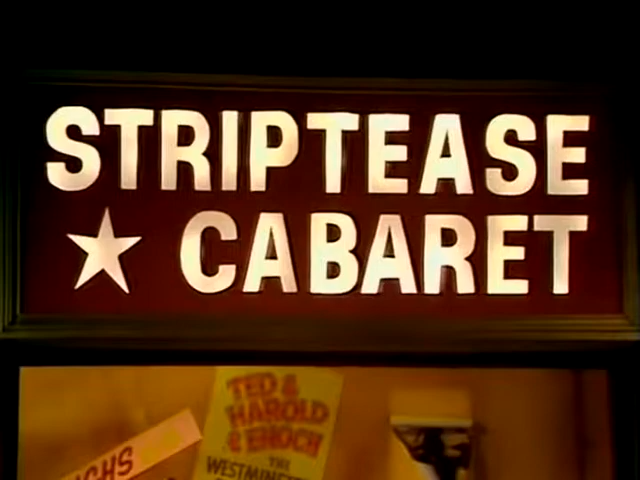 STRIPTEASE
★ CABARET
TED &
HAROLD
& ENOCH
THE